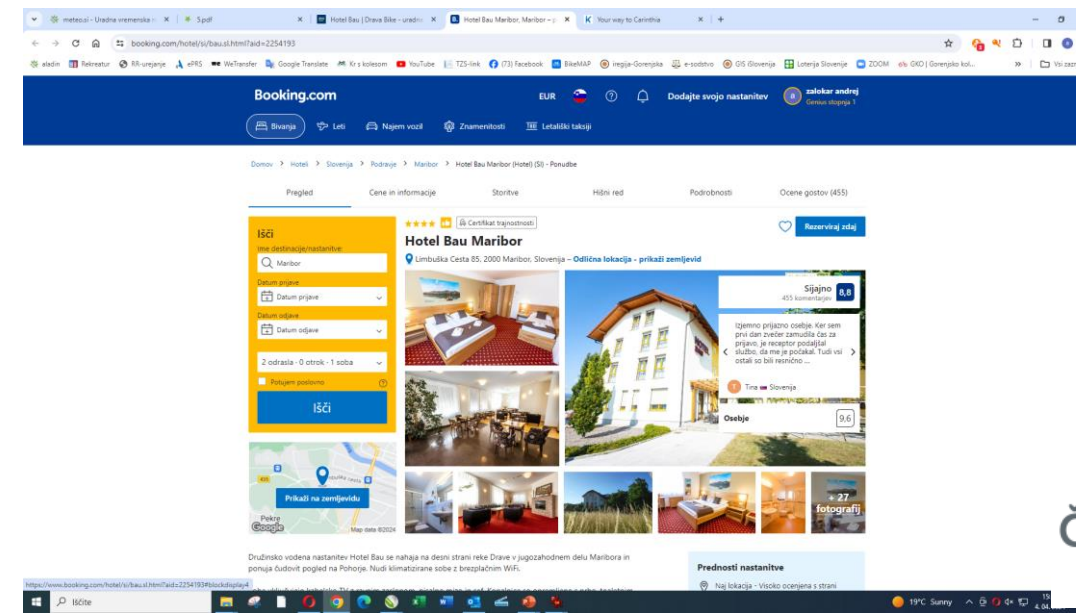 meteo.si - Uradna vremenska n
5.pdf
Hotel Bau | Drava Bike - uradn
Hotel Bau Maribor, Maribor – p
Your way to Carinthia
booking.com/hotel/si/bau.sl.html?aid=2254193
aladin Rekreatur RR-urejanje ePRS WeTransfer Google Translate Kr s kolesom YouTube TZS-link (73) Facebook BikeMAP iregija-Gorenjska e-sodstvo GIS iSlovenija Loterija Slovenije ZOOM GKO | Gorenjsko kol...
Booking.com EUR Dodajte svojo nastanitev zalokar andrej
Genius stopnja 1
Bivanja Leti Najem vozil Znamenitosti Letališki taksiji
Domov > Hoteli > Slovenija > Podravje > Maribor > Hotel Bau Maribor (Hotel) (SI) - Ponudbe
Pregled Cene in informacije Storitve Hišni red Podrobnosti Ocene gostov (455)
Išči
Ime destinacije/nastanitve:
Maribor
Datum prijave
Datum prijave
Datum odjave
Datum odjave
2 odrasla · 0 otrok · 1 soba
Potujem poslovno
Išči
Certifikat trajnostnosti
Hotel Bau Maribor
Rezerviraj zdaj
Limbuška Cesta 85, 2000 Maribor, Slovenija – Odlična lokacija - prikaži zemljevid
Sijajno
455 komentarjev
8,8
Izjemno prijazno osebje. Ker sem
prvi dan zvečer zamudila čas za
prijavo, je receptor podaljšal
službo, da me je počakal. Tudi vsi
ostali so bili resnično ...
T Tina Slovenija
Osebje 9,6
Prikaži na zemljevidu
Pekre
Google
Map data ©2024
+ 27
fotografij
Družinsko vodena nastanitev Hotel Bau se nahaja na desni strani reke Drave v jugozahodnem delu Maribora in
ponuja čudovit pogled na Pohorje. Nudi klimatizirane sobe z brezplačnim WiFi.
Prednosti nastanitve
Naj lokacija - Visoko ocenjena s strani
https://www.booking.com/hotel/si/bau.sl.html?aid=2254193#blockdisplay4
Iščite
19°C Sunny